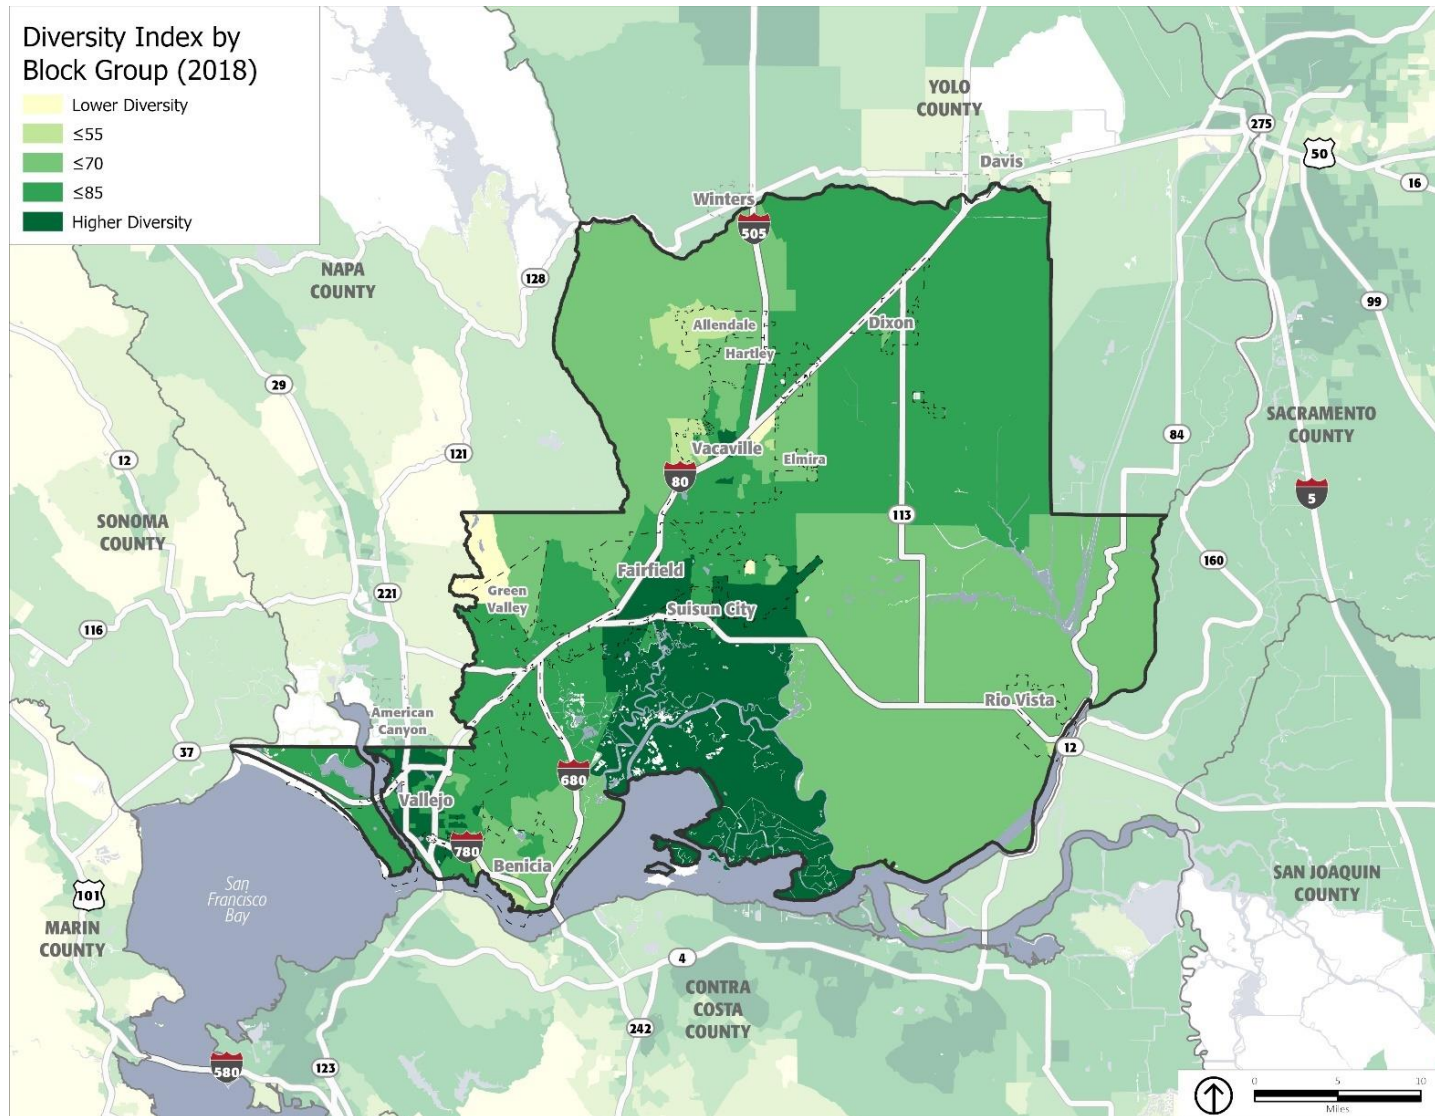 Diversity Index by
Block Group (2018)
Lower Diversity
≤55
≤70
≤85
Higher Diversity
YOLO
COUNTY
275
50
Davis
16
Winters
505
NAPA
COUNTY
128
99
Allendale
Dixon
Hartley
29
SACRAMENTO
COUNTY
84
121
12
Vacaville
Elmira
80
5
SONOMA
COUNTY
113
160
Fairfield
221
Green
Valley
Suisun City
116
Rio Vista
American
Canyon
37
12
680
Vallejo
780
Benicia
San
Francisco
Bay
101
MARIN
COUNTY
SAN JOAQUIN
COUNTY
4
CONTRA
COSTA
COUNTY
242
123
580
0 5 10
Miles